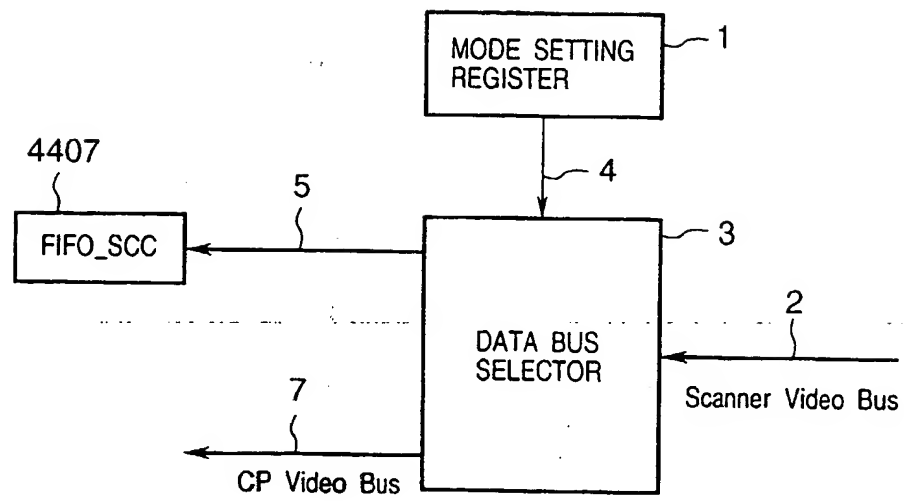 MODE SETTING
REGISTER
1
4407
4
5
3
FIFO_SCC
2
DATA BUS
SELECTOR
Scanner Video Bus
7
CP Video Bus